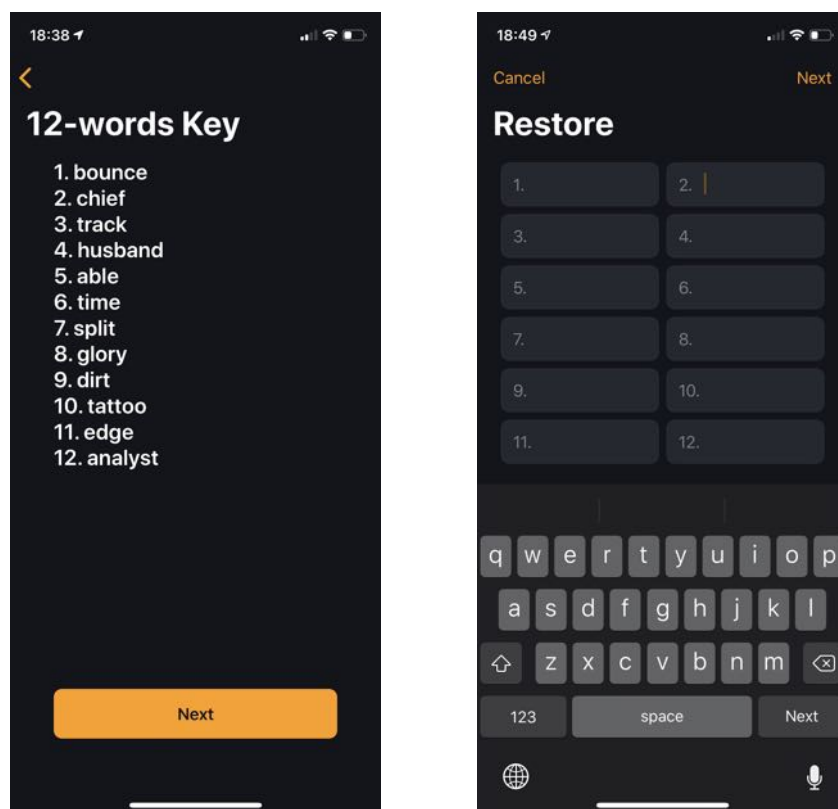 18:38
12-words Key
1. bounce
2. chief
3. track
4. husband
5. able
6. time
7. split
8. glory
9. dirt
10. tattoo
11. edge
12. analyst
Next
18:49
Cancel Next
Restore
1. 2.
3. 4.
5. 6.
7. 8.
9. 10.
11. 12.
q w e r t y u i o p
a s d f g h j k l
z x c v b n m
123 space Next